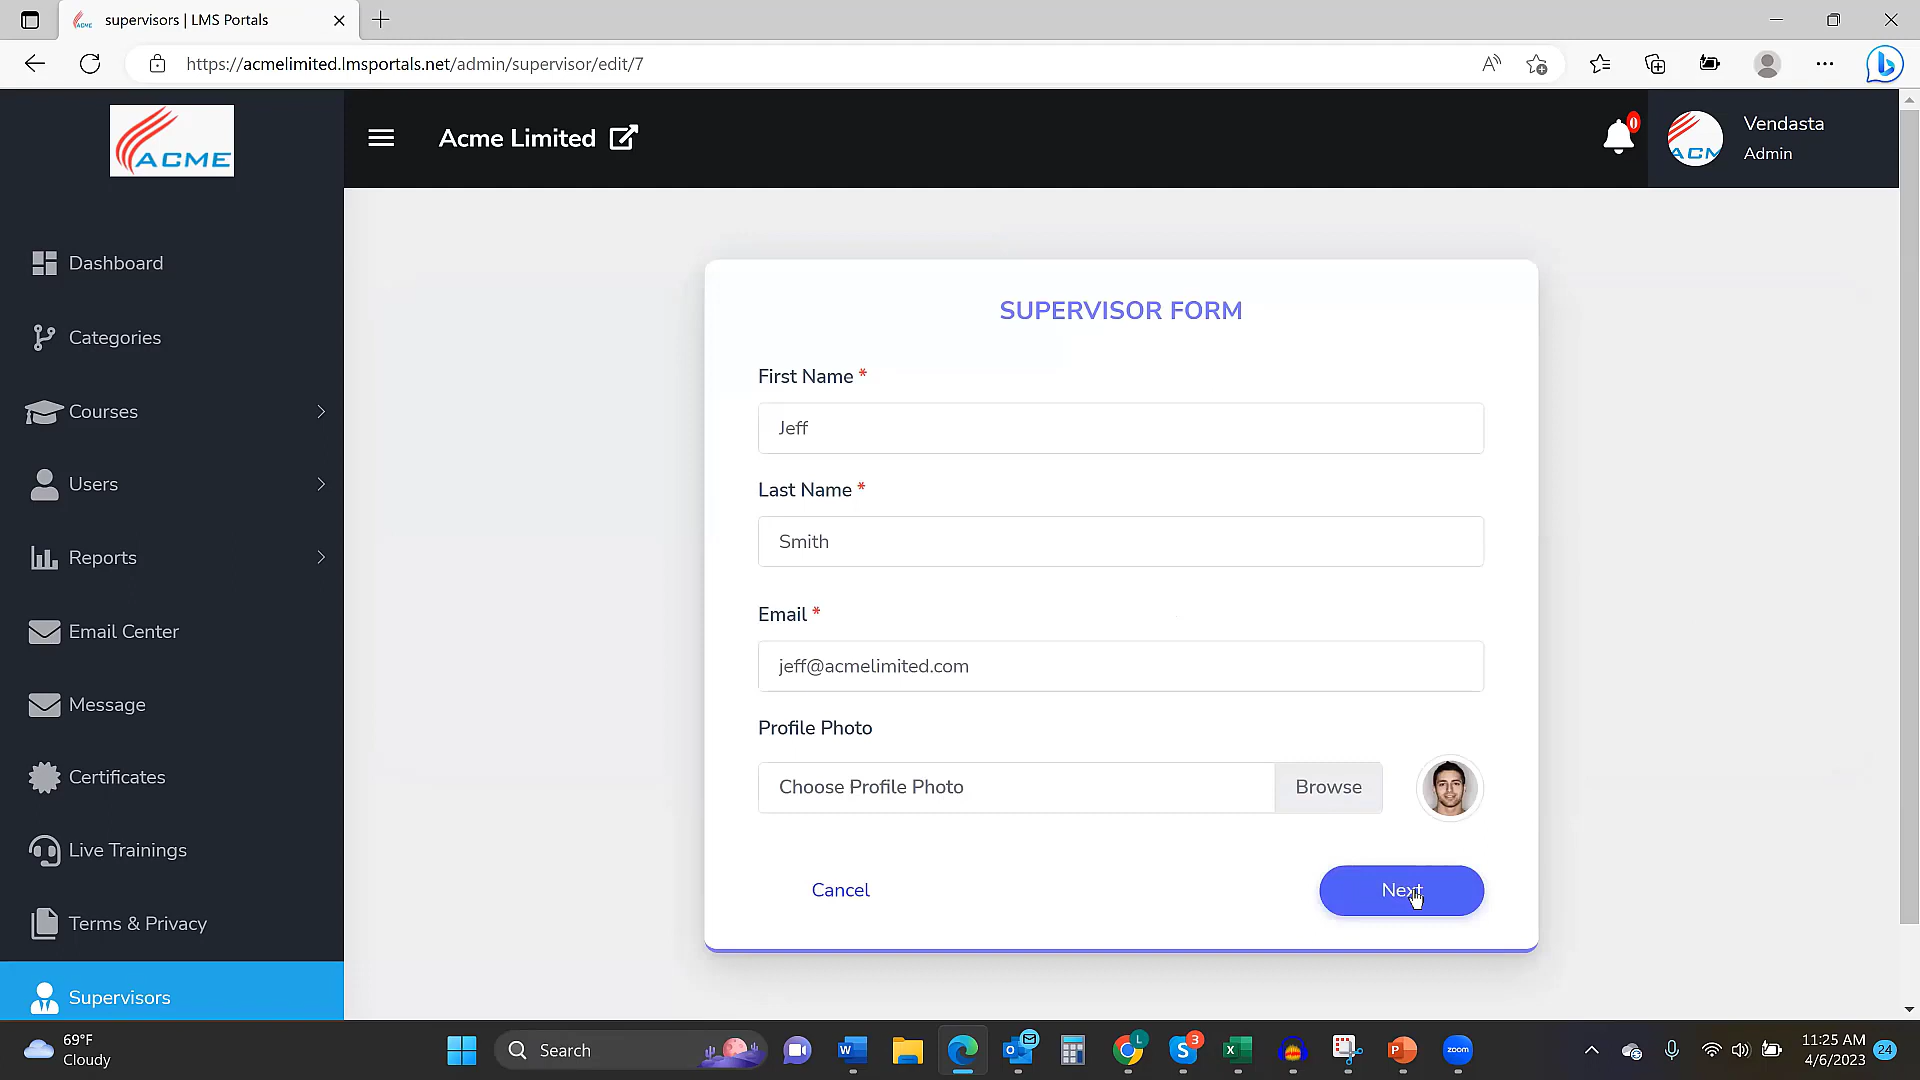 supervisors | LMS Portals
https://acmelimited.lmsportals.net/admin/supervisor/edit/7
ACME
Acme Limited
0
ACM
Vendasta
Admin
Dashboard
Categories
Courses
Users
Reports
Email Center
Message
Certificates
Live Trainings
Terms & Privacy
Supervisors
SUPERVISOR FORM
First Name *
Jeff
Last Name *
Smith
Email *
jeff@acmelimited.com
Profile Photo
Choose Profile Photo
Browse
Cancel
Next
69°F
Cloudy
Search
L
3
zoom
11:25 AM
4/6/2023
24